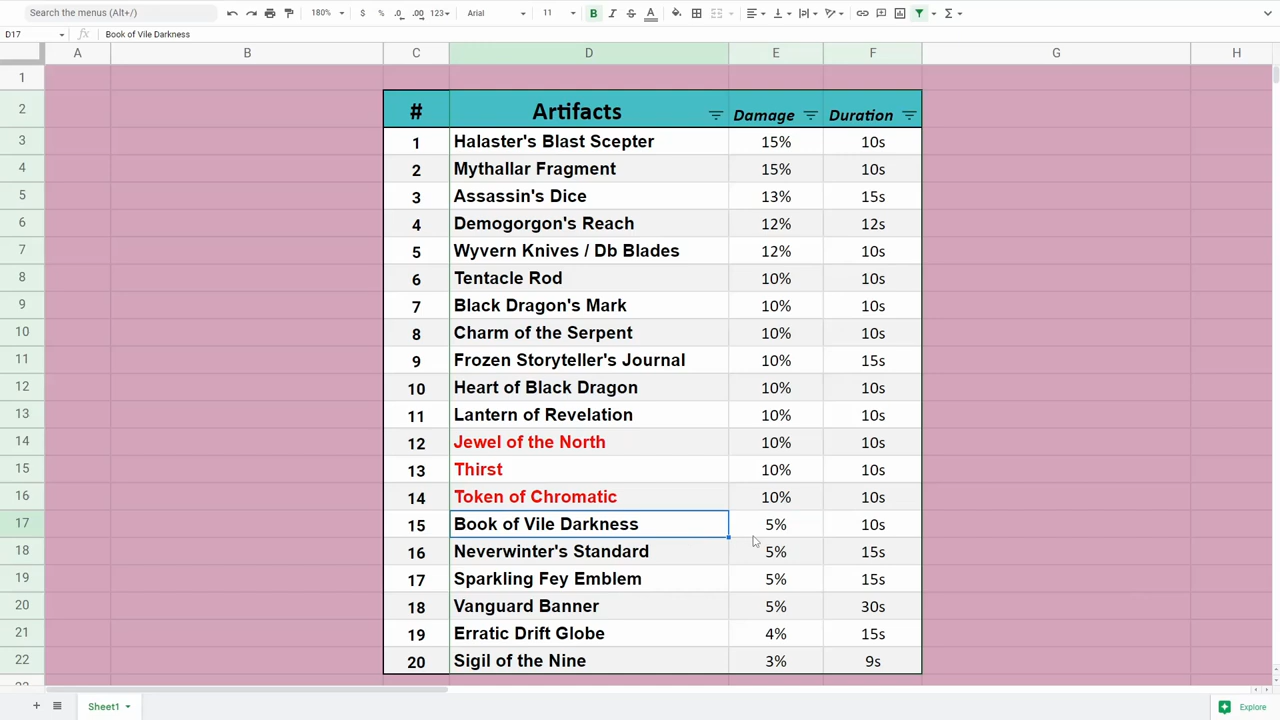 Search the menus (Alt+/) 180% $ % .0 .00 123 Arial 11 B I S A
D17 fx Book of Vile Darkness
A B C D E F G H
1
2 # Artifacts Damage Duration
3 1 Halaster's Blast Scepter 15% 10s
4 2 Mythallar Fragment 15% 10s
5 3 Assassin's Dice 13% 15s
6 4 Demogorgon's Reach 12% 12s
7 5 Wyvern Knives / Db Blades 12% 10s
8 6 Tentacle Rod 10% 10s
9 7 Black Dragon's Mark 10% 10s
10 8 Charm of the Serpent 10% 10s
11 9 Frozen Storyteller's Journal 10% 15s
12 10 Heart of Black Dragon 10% 10s
13 11 Lantern of Revelation 10% 10s
14 12 Jewel of the North 10% 10s
15 13 Thirst 10% 10s
16 14 Token of Chromatic 10% 10s
17 15 Book of Vile Darkness 5% 10s
18 16 Neverwinter's Standard 5% 15s
19 17 Sparkling Fey Emblem 5% 15s
20 18 Vanguard Banner 5% 30s
21 19 Erratic Drift Globe 4% 15s
22 20 Sigil of the Nine 3% 9s
Sheet1 Explore